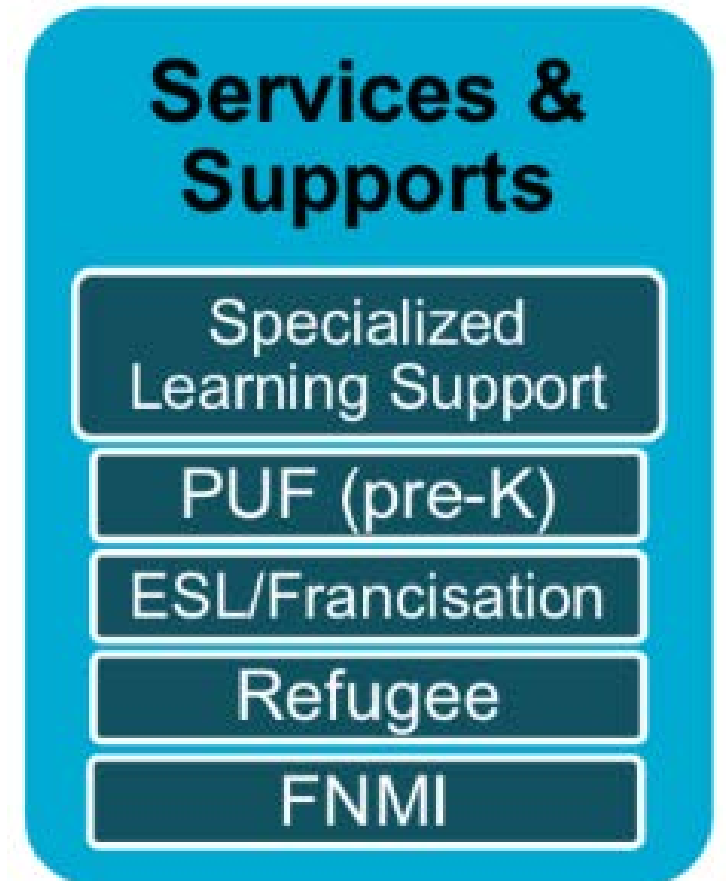 Services &
Supports
Specialized
Learning Support
PUF (pre-K)
ESL/Francisation
Refugee
FNMI